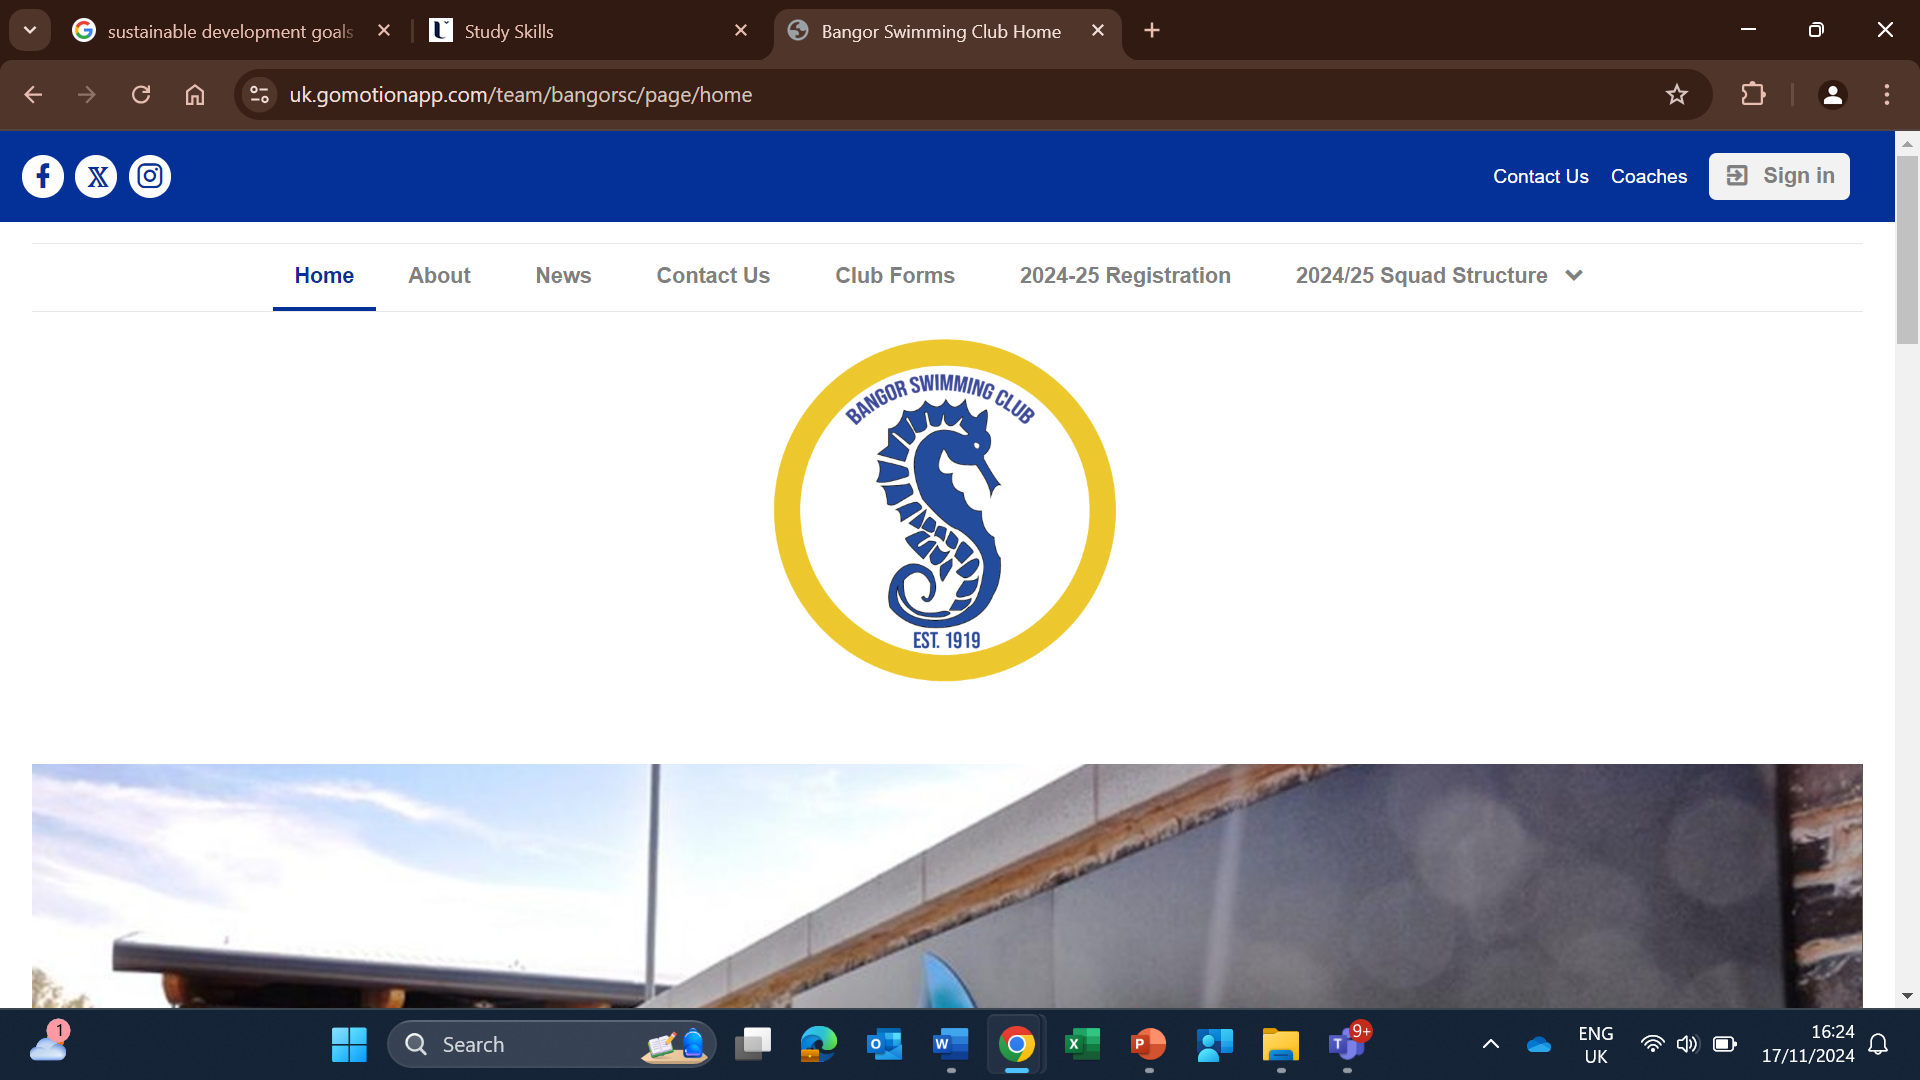 sustainable development goals
Study Skills
Bangor Swimming Club Home
uk.gomotionapp.com/team/bangorsc/page/home
Contact Us
Coaches
Sign in
Home
About
News
Contact Us
Club Forms
2024-25 Registration
2024/25 Squad Structure
BANGOR SWIMMING CLUB
EST. 1919
1
Search
9+
ENG
UK
16:24
17/11/2024